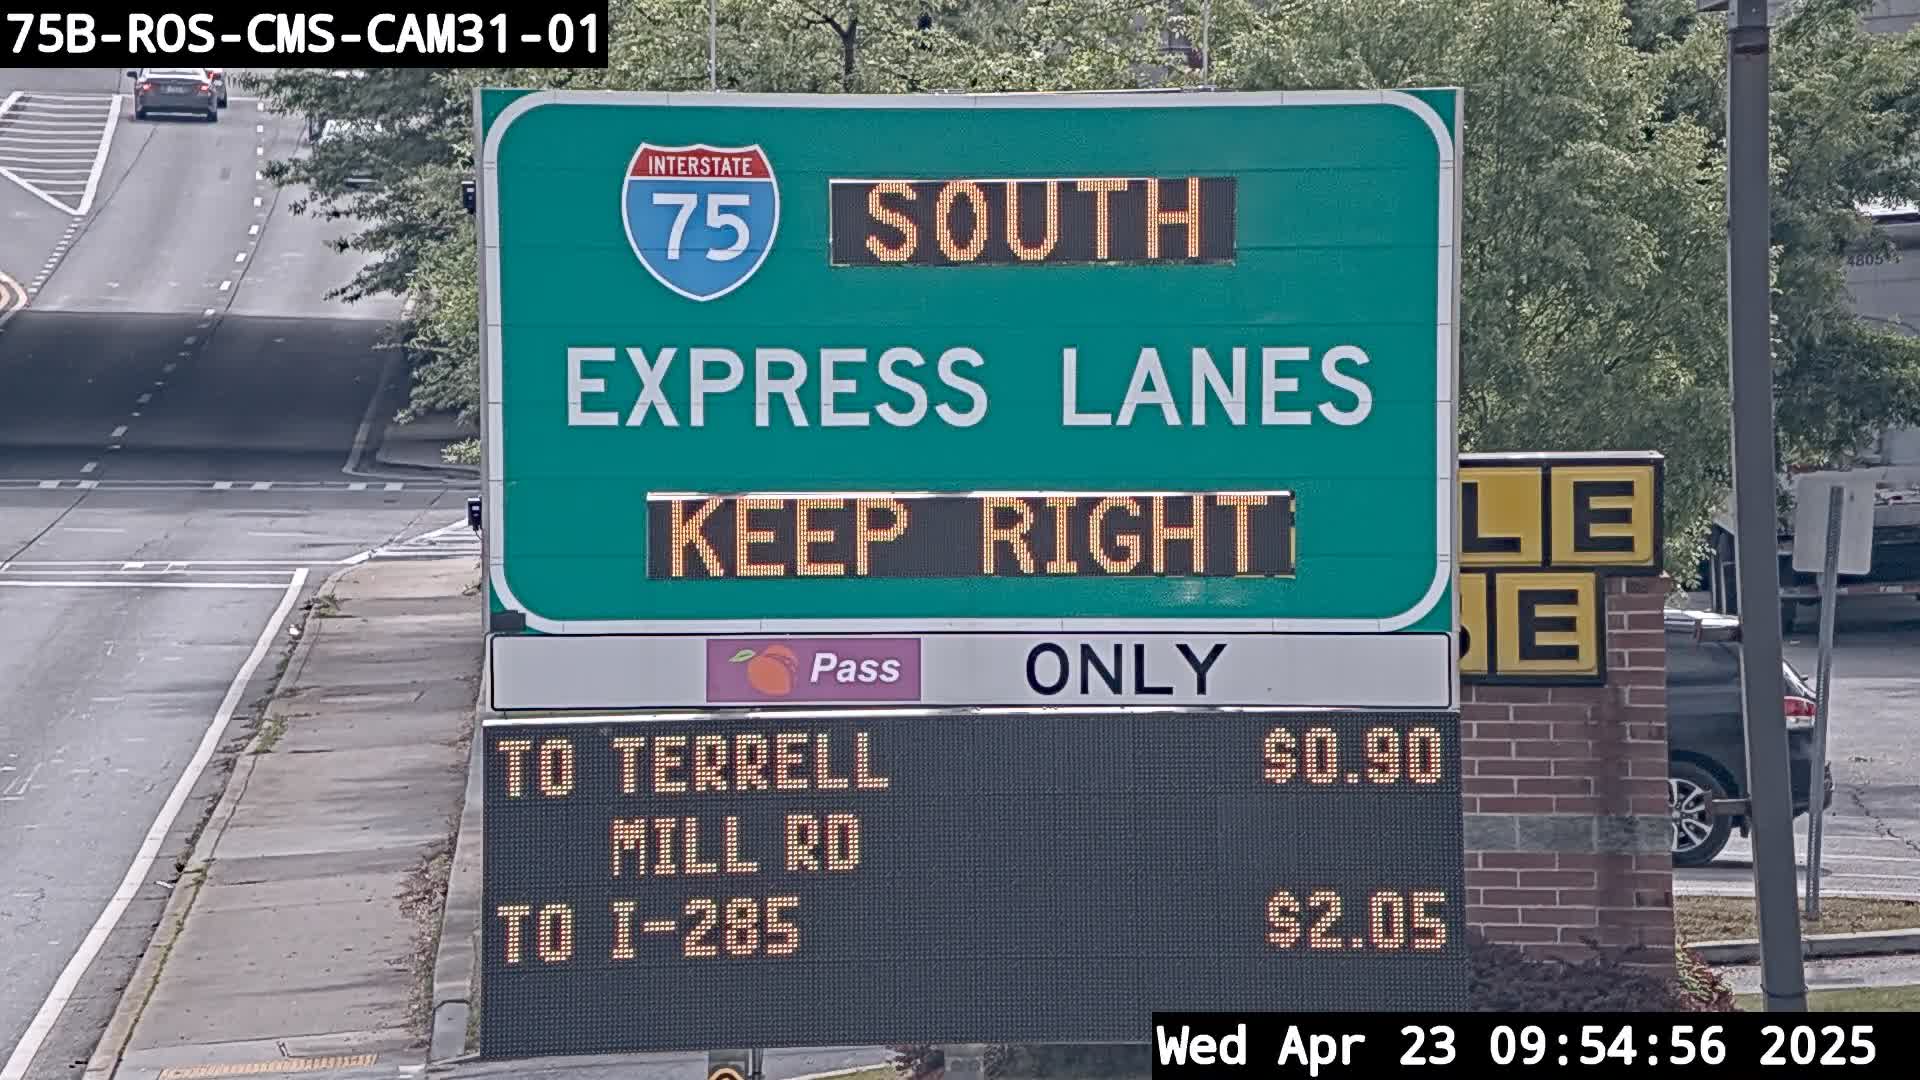 75B-ROS-CMS-CAM31-01
INTERSTATE
75
SOUTH
EXPRESS LANES
KEEP RIGHT
Pass
ONLY
TO TERRELL $0.90
MILL RD
TO I-285 $2.05
LE
E
Wed Apr 23 09:54:56 2025